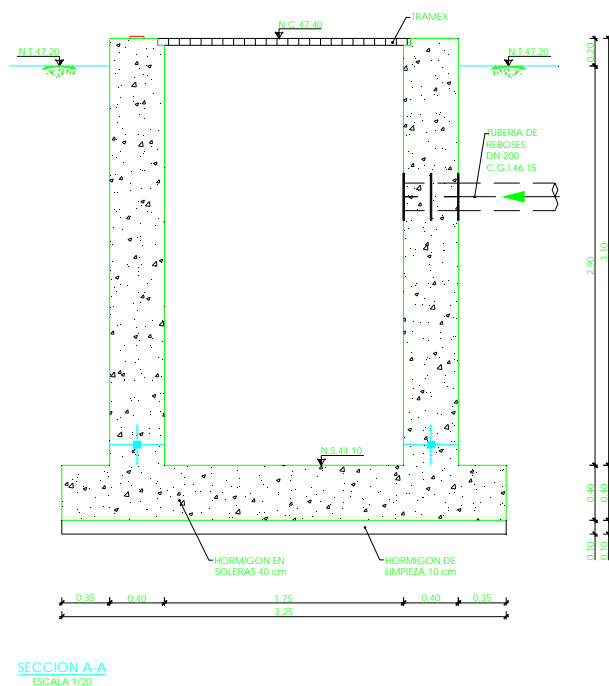 TRAMEX
N.C.47.40
N.T.47.20
N.T.47.20
0.20
TUBERIA DE
REBOSES
DN 200
C.G.I.46.15
2.90
3.10
N.S.44.10
0.40
0.40
HORMIGON EN
SOLERAS 40 cm
HORMIGON DE
LIMPIEZA 10 cm
0.10
0.10
0.35
0.40
1.75
0.40
0.35
3.25
SECCION A-A
ESCALA 1/20